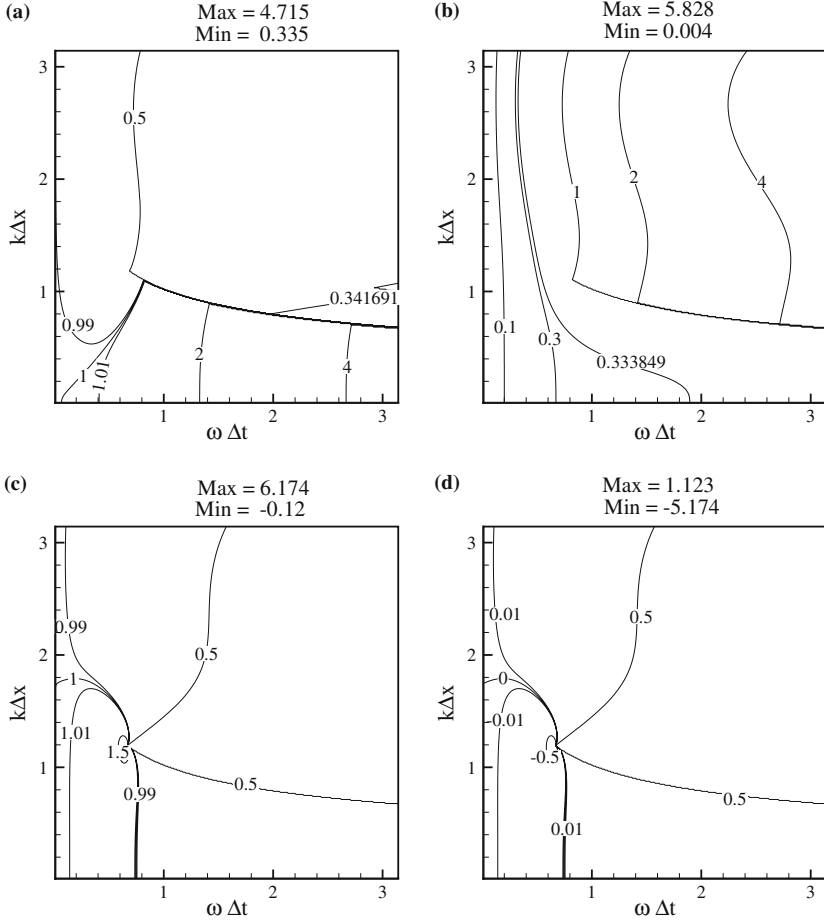 (a)
Max = 4.715
Min = 0.335
3
2
1
kΔx
0.5
0.99
1
1.01
2
4
0.341691
1
2
3
ω Δt
(b)
Max = 5.828
Min = 0.004
3
2
1
kΔx
0.1
0.3
0.333849
1
2
4
1
2
3
ω Δt
(c)
Max = 6.174
Min = -0.12
3
2
1
kΔx
0.99
1
1.01
1.5
0.99
0.5
0.5
1
2
3
ω Δt
(d)
Max = 1.123
Min = -5.174
3
2
1
kΔx
0.01
0
-0.01
-0.5
0.01
0.5
0.5
1
2
3
ω Δt